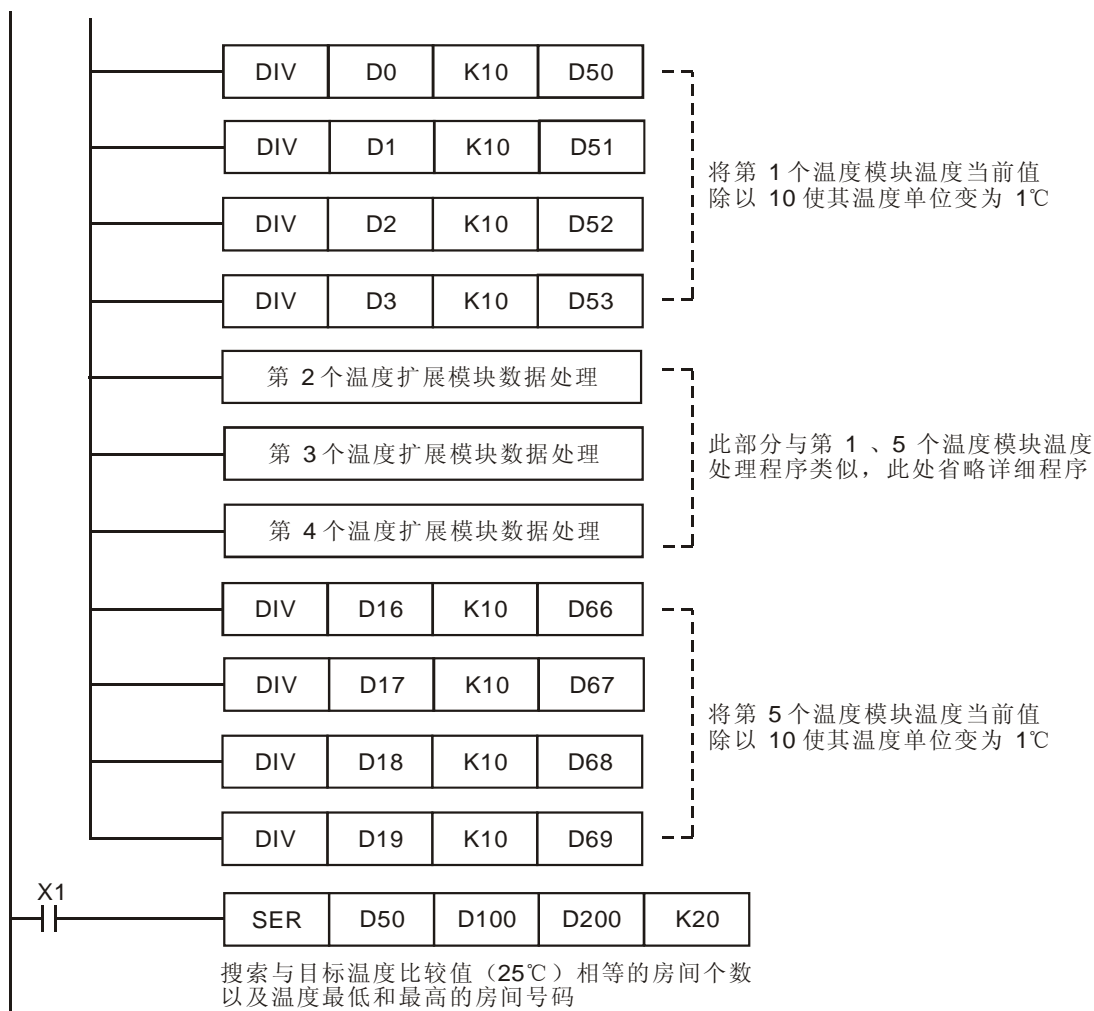 DIV D0 K10 D50
DIV D1 K10 D51
DIV D2 K10 D52
DIV D3 K10 D53
将第 1个温度模块温度当前值
除以 10使其温度单位变为 1℃
第 2个温度扩展模块数据处理
第 3个温度扩展模块数据处理
第 4个温度扩展模块数据处理
此部分与第 1 、5 个温度模块温度
处理程序类似，此处省略详细程序
DIV D16 K10 D66
DIV D17 K10 D67
DIV D18 K10 D68
DIV D19 K10 D69
将第 5个温度模块温度当前值
除以 10使其温度单位变为 1℃
X1
SER D50 D100 D200 K20
搜索与目标温度比较值（25℃）相等的房间个数
以及温度最低和最高的房间号码